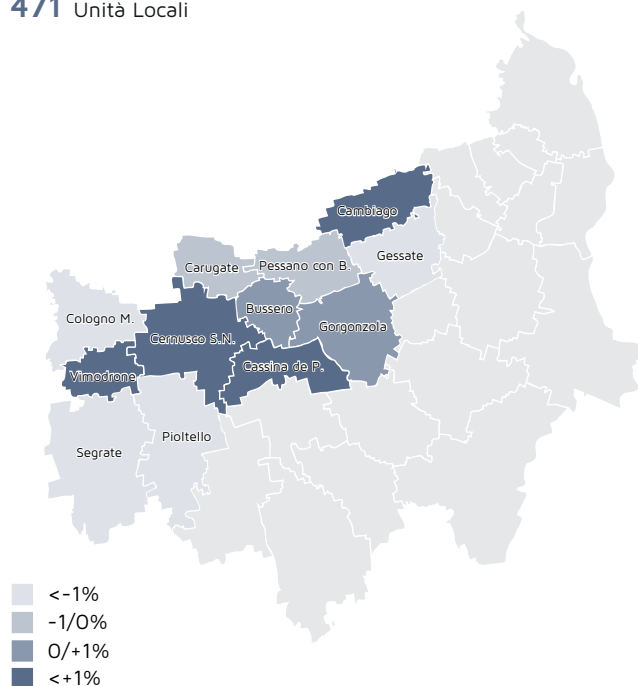 471 Unità Locali
Cambiago
Gessate
Carugate
Pessano con B.
Bussero
Cologno M.
Gorgonzola
Cernusco S.N.
Cassina de P.
Vimodrone
Pioltello
Segrate
<-1%
-1/0%
0/+1%
<+1%